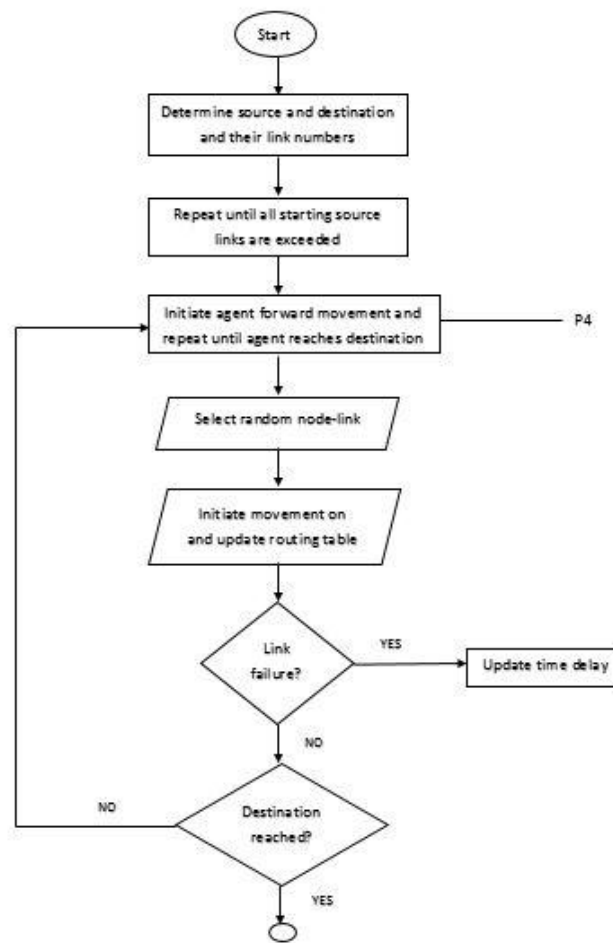 Start
Determine source and destination
and their link numbers
Repeat until all starting source
links are exceeded
Initiate agent forward movement and
repeat until agent reaches destination
P4
Select random node-link
Initiate movement on
and update routing table
Link
failure?
YES
Update time delay
NO
Destination
reached?
NO
YES